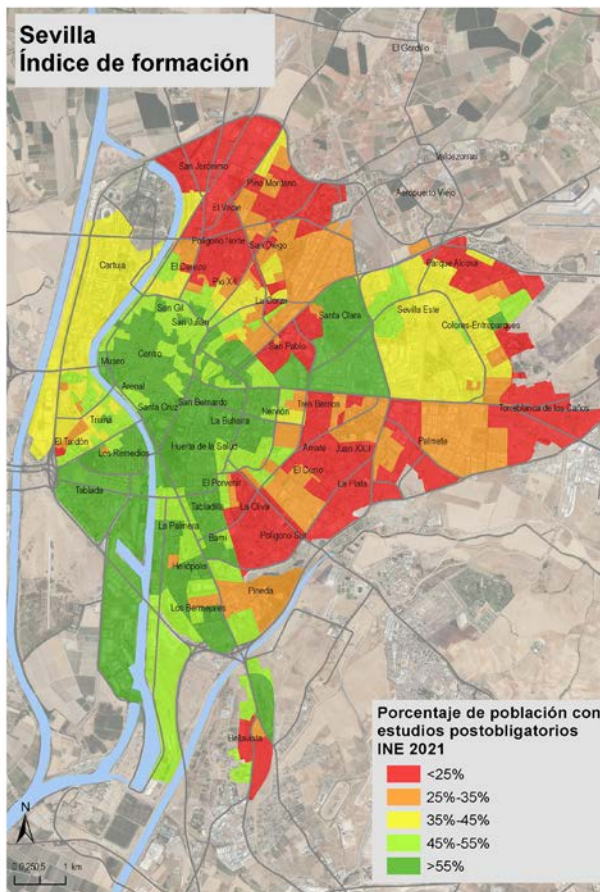 Sevilla
Índice de formación
El Gordillo
San Jerónimo
Valdezorras
Pino Montano
Aeropuerto Viejo
El Vacie
Polígono Norte
San Diego
Cartuja
El Cerezo
Parque Alcosa
Pío XII
La Corza
San Gil
San Julián
Santa Clara
Sevilla Este
Colores-Entreparques
San Pablo
Museo
Centro
Arenal
Santa Cruz
San Bernardo
Nervión
Tres Barrios
Torreblanca de los Caños
La Buhaira
Triana
Amate
Juan XXIII
Palmete
El Tardón
Los Remedios
Huerta de la Salud
El Cerro
La Plata
El Porvenir
Tablada
Tabladilla
La Oliva
La Palmera
Bami
Polígono Sur
Heliópolis
Pineda
Los Bermejales
Bellavista
Porcentaje de población con
estudios postobligatorios
INE 2021
<25%
25%-35%
35%-45%
45%-55%
>55%
N
0 0,250,5 1 km